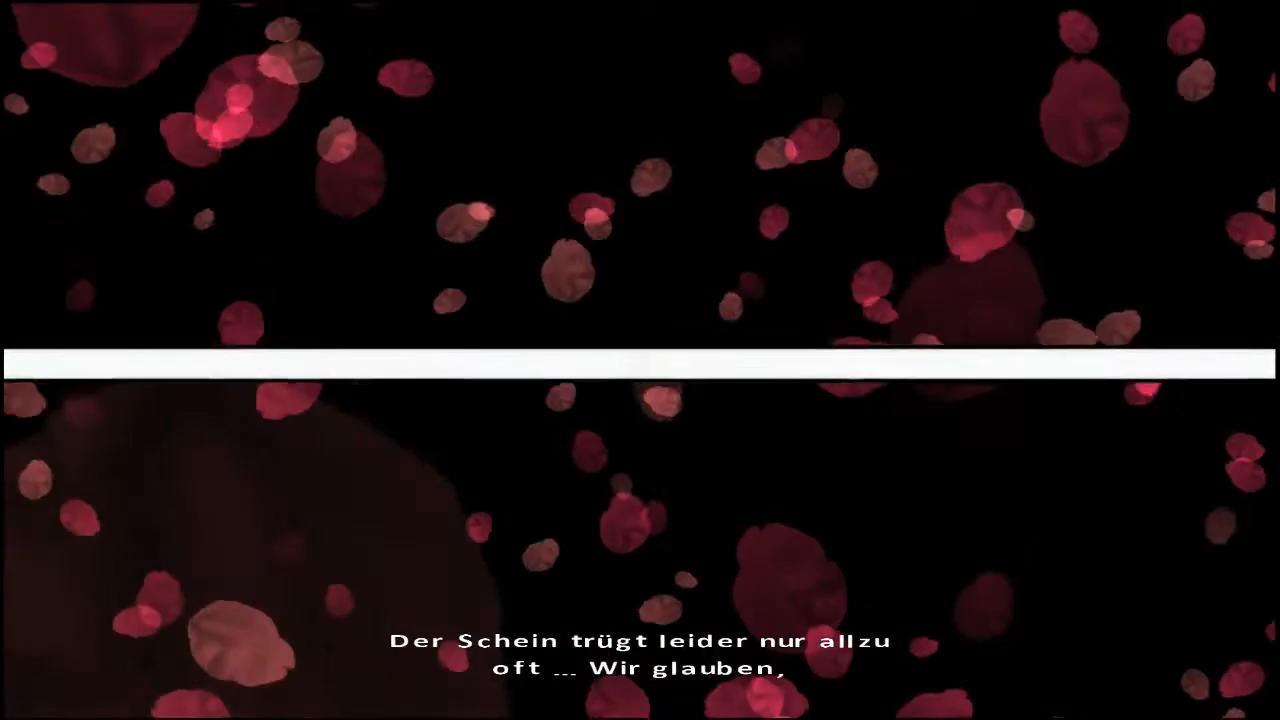 Der Schein trügt leider nur allzu
oft ... Wir glauben,